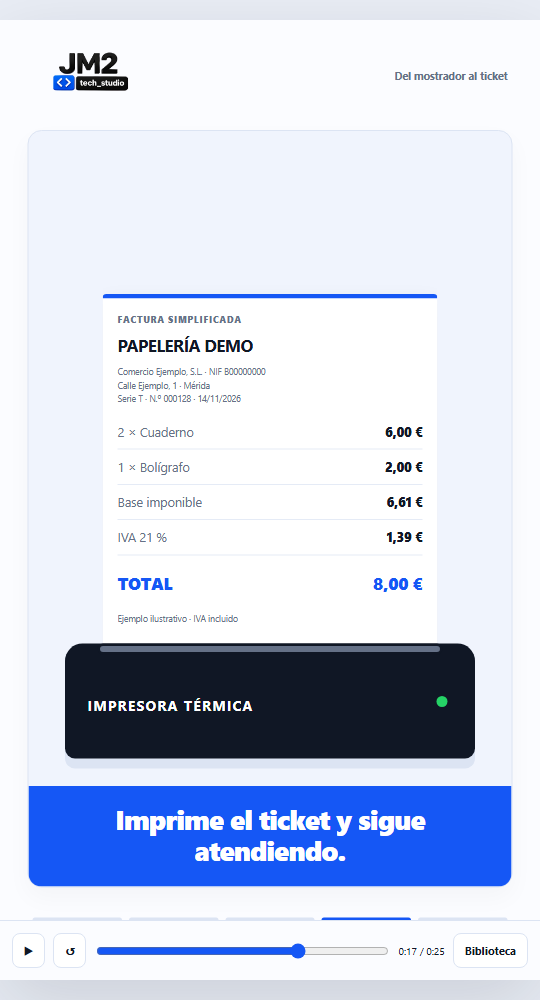 JM2
<> tech_studio
Del mostrador al ticket
FACTURA SIMPLIFICADA
PAPELERÍA DEMO
Comercio Ejemplo, S.L. · NIF B00000000
Calle Ejemplo, 1 · Mérida
Serie T · N.º 000128 · 14/11/2026
2 × Cuaderno 6,00 €
1 × Bolígrafo 2,00 €
Base imponible 6,61 €
IVA 21 % 1,39 €
TOTAL 8,00 €
Ejemplo ilustrativo · IVA incluido
IMPRESORA TÉRMICA
Imprime el ticket y sigue
atendiendo.
0:17 / 0:25 Biblioteca